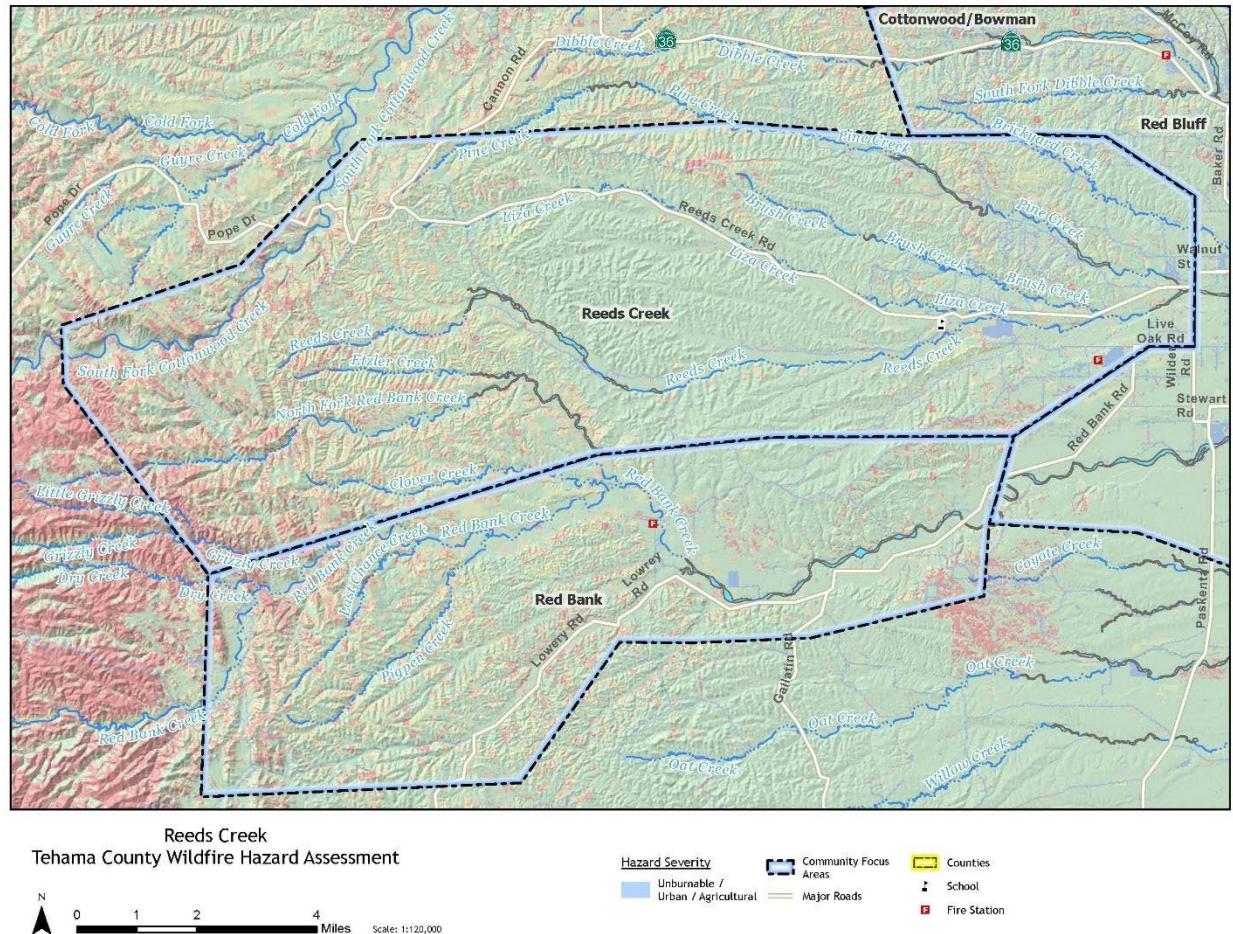 Cottonwood/Bowman
McCoy Rd
36
36
Dibble Creek
Dibble Creek
South Fork Dibble Creek
Red Bluff
Cannon Rd
South Fork Cottonwood Creek
Cold Fork
Cold Fork
Cold Fork
Guyre Creek
Guyre Creek
Pope Dr
Pope Dr
Pine Creek
Pine Creek
Pine Creek
Pine Creek
Brickard Creek
Baker Rd
Walnut
St
Liza Creek
Reeds Creek Rd
Liza Creek
Brush Creek
Brush Creek
Brush Creek
Liza Creek
Reeds Creek
Live
Oak Rd
Wilder
Rd
Stewart
Rd
Red Bank Rd
South Fork Cottonwood Creek
Reeds Creek
Etzler Creek
North Fork Red Bank Creek
Reeds Creek
Reeds Creek
Clover Creek
Little Grizzly Creek
Grizzly Creek
Grizzly Creek
Dry Creek
Dry Creek
Red Bank Creek
Last Chance Creek
Red Bank Creek
Red Bank Creek
Pigpen Creek
Red Bank
Lowrey
Rd
Lowery Rd
Gallatin Rd
Coyote Creek
Paskenta Rd
Oat Creek
Oat Creek
Oat Creek
Willow Creek
Red Bank Creek
F
F
F
Reeds Creek
Tehama County Wildfire Hazard Assessment
N
0 1 2 4
Miles
Scale: 1:120,000
Hazard Severity
Unburnable /
Urban / Agricultural
Community Focus
Areas
Major Roads
Counties
School
F
Fire Station